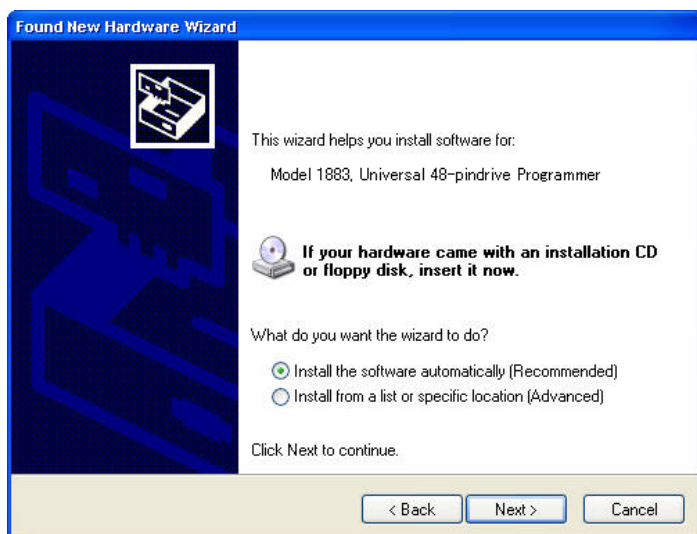 Found New Hardware Wizard
This wizard helps you install software for:
Model 1883, Universal 48-pindrive Programmer
If your hardware came with an installation CD
or floppy disk, insert it now.
What do you want the wizard to do?
Install the software automatically (Recommended)
Install from a list or specific location (Advanced)
Click Next to continue.
< Back
Next >
Cancel